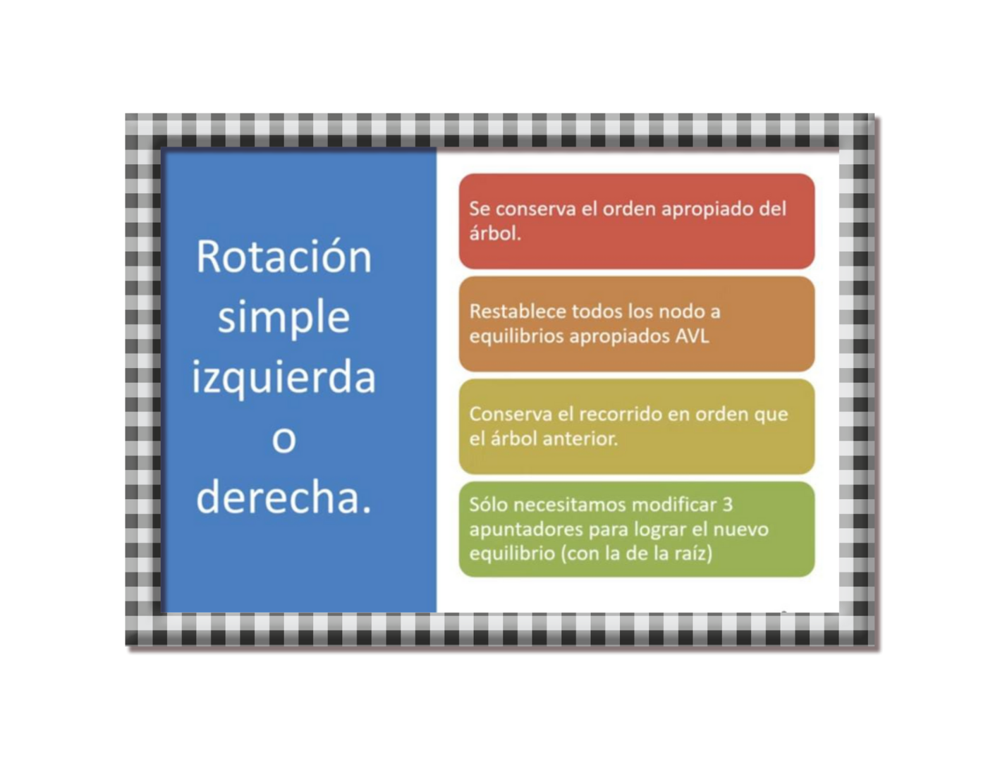 Rotación
simple
izquierda
o
derecha.
Se conserva el orden apropiado del
árbol.
Restablece todos los nodo a
equilibrios apropiados AVL
Conserva el recorrido en orden que
el árbol anterior.
Sólo necesitamos modificar 3
apuntadores para lograr el nuevo
equilibrio (con la de la raíz)